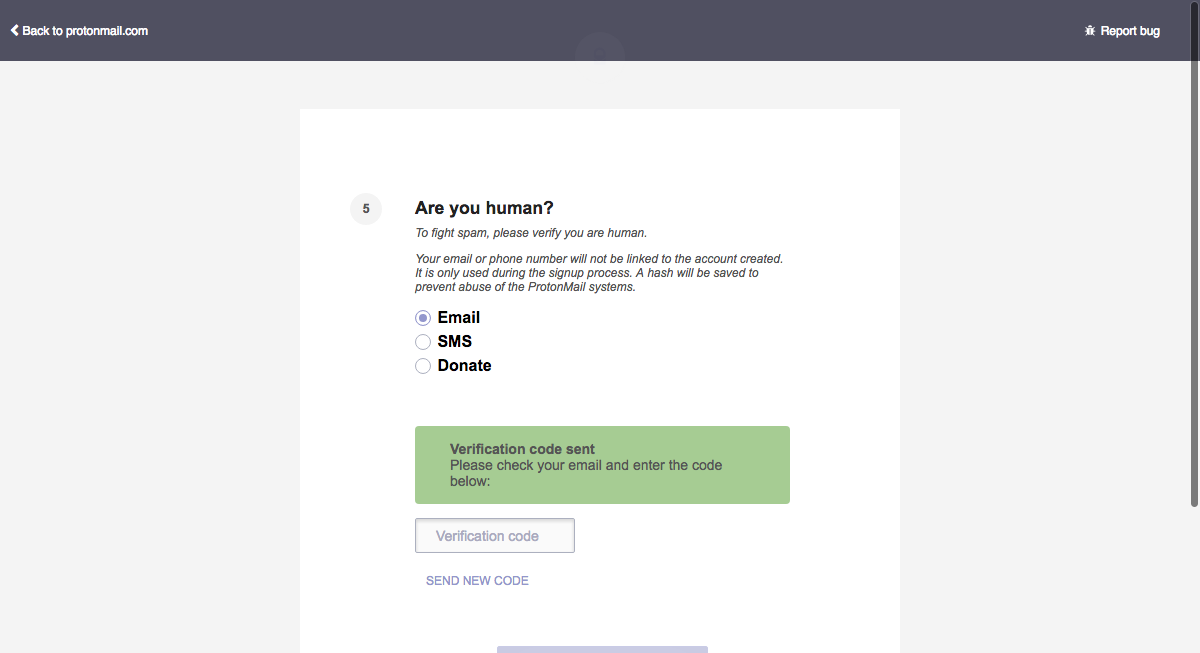 Back to protonmail.com
Report bug
5
Are you human?
To fight spam, please verify you are human.
Your email or phone number will not be linked to the account created.
It is only used during the signup process. A hash will be saved to
prevent abuse of the ProtonMail systems.
Email
SMS
Donate
Verification code sent
Please check your email and enter the code
below:
Verification code
SEND NEW CODE